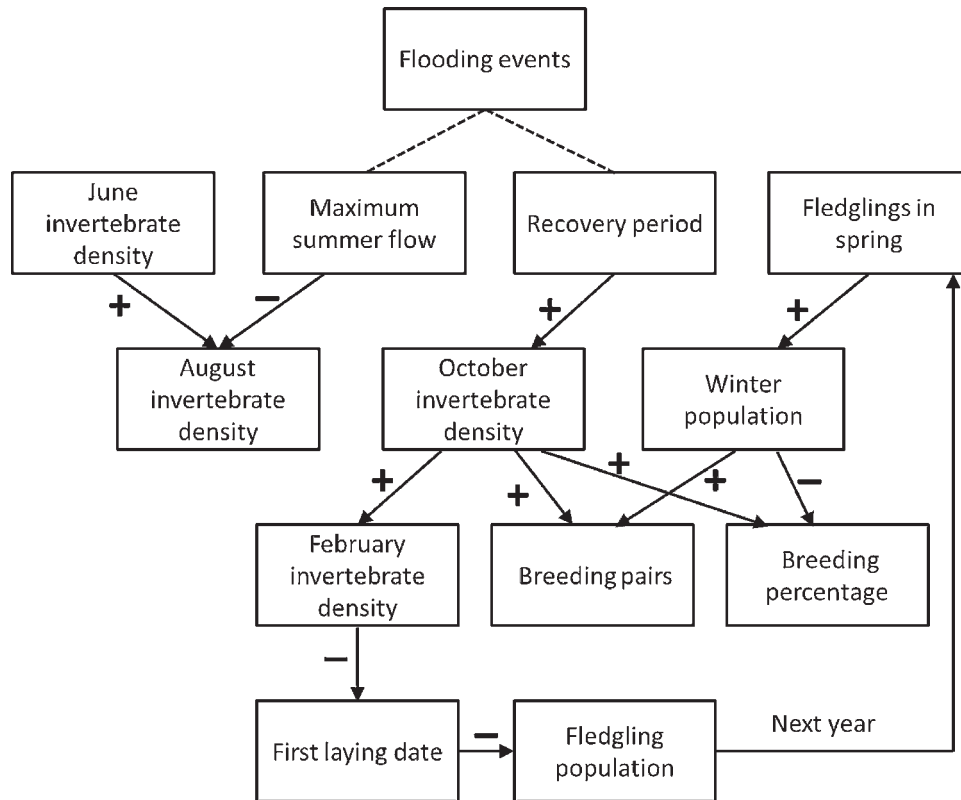 Flooding events
June
invertebrate
density
Maximum
summer flow
Recovery period
Fledglings in
spring
+
−
+
+
August
invertebrate
density
October
invertebrate
density
Winter
population
+
+
+
+
−
February
invertebrate
density
Breeding pairs
Breeding
percentage
−
First laying date
−
Fledgling
population
Next year